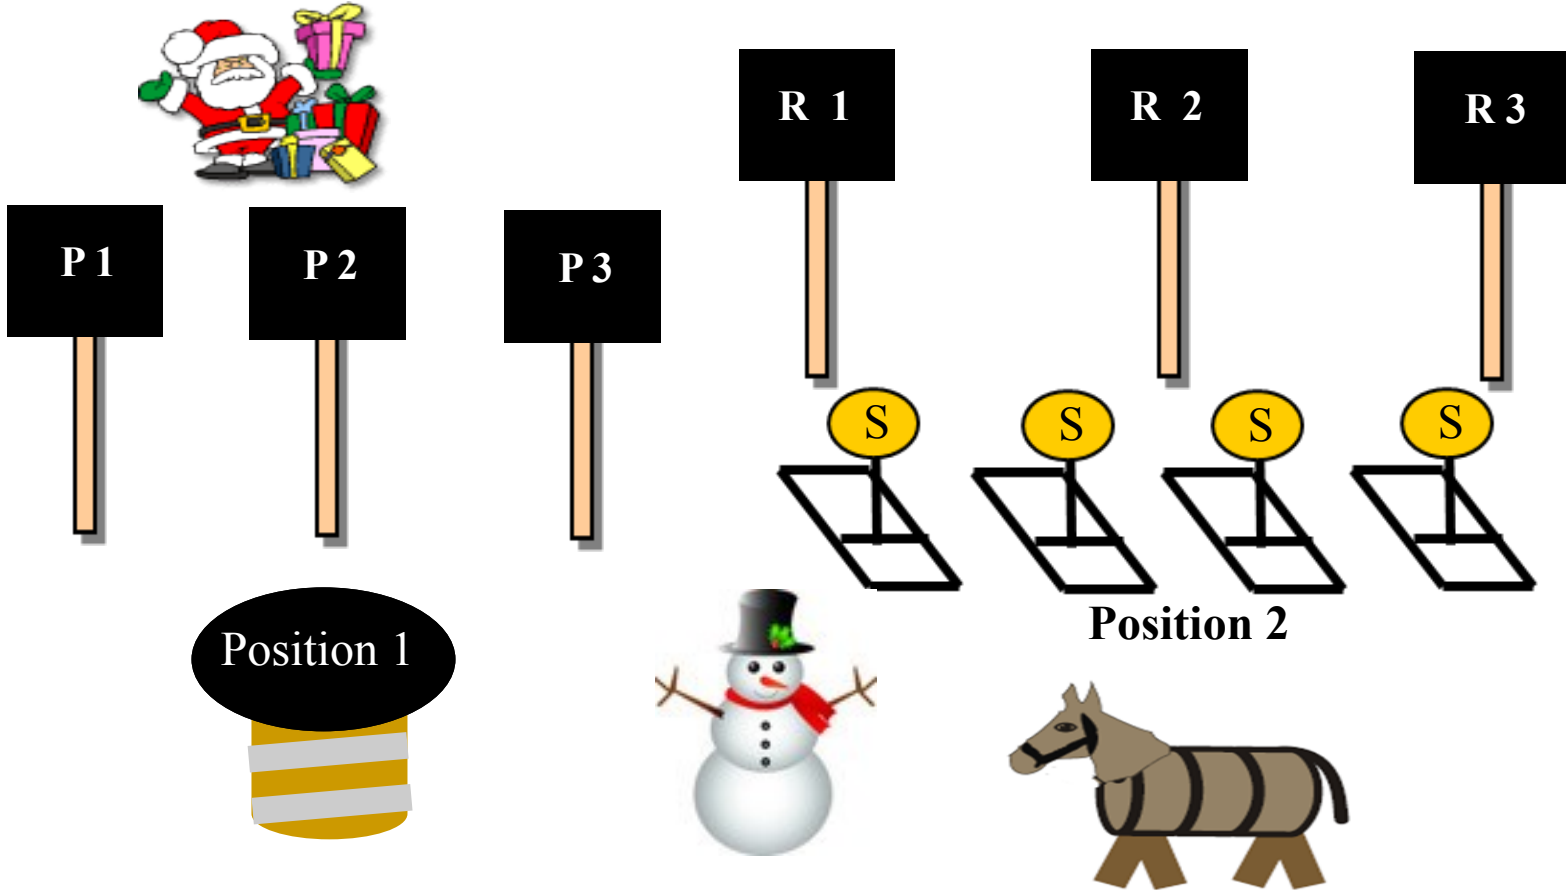 R 1
R 2
R 3
P 1
P 2
P 3
S
S
S
S
Position 1
Position 2